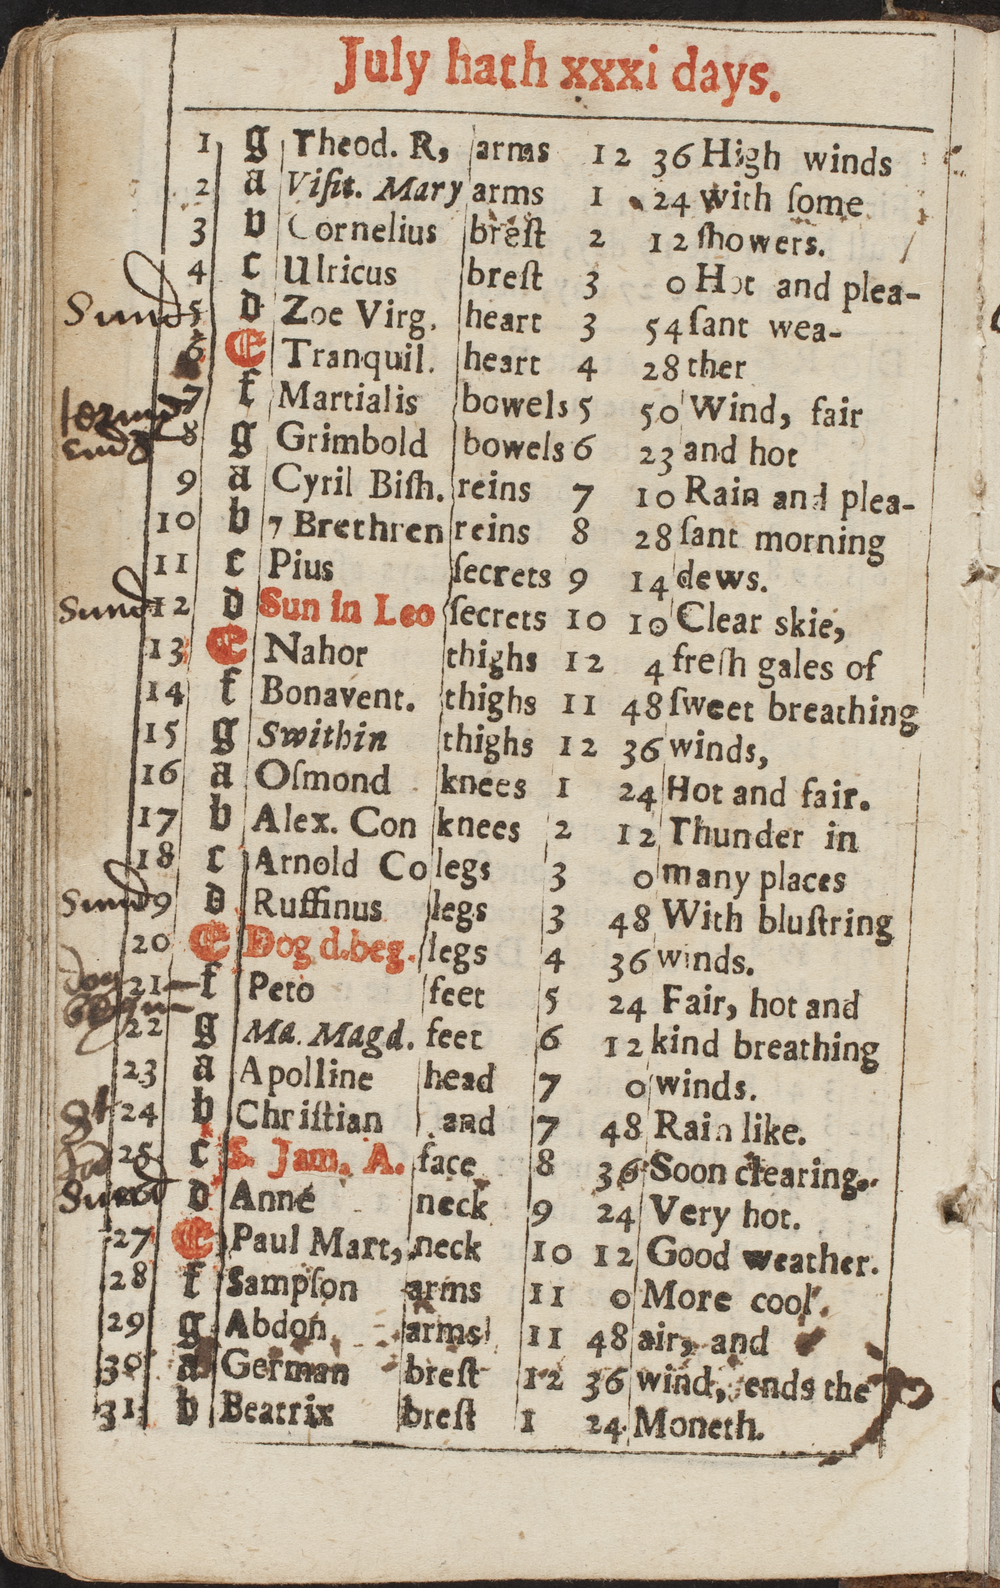 July hath xxxi days.
1 g Theod. R, arms 12 36 High winds
2 a Viſit. Mary arms 1 24 with ſome
3 b Cornelius breſt 2 12 ſhowers.
4 c Ulricus breſt 3 0 Hot and plea-
Sund 5 d Zoe Virg. heart 3 54 ſant wea-
6 E Tranquil. heart 4 28 ther
7 f Martialis bowels 5 50 Wind, fair
ends 8 g Grimbold bowels 6 23 and hot
9 a Cyril Biſh. reins 7 10 Rain and plea-
10 b 7 Brethren reins 8 28 ſant morning
11 c Pius ſecrets 9 14 dews.
Sund 12 d Sun in Leo ſecrets 10 10 Clear skie,
13 E Nahor thighs 12 4 freſh gales of
14 f Bonavent. thighs 11 48 ſweet breathing
15 g Swithin thighs 12 36 winds,
16 a Oſmond knees 1 24 Hot and fair.
17 b Alex. Con knees 2 12 Thunder in
18 c Arnold Co legs 3 0 many places
Sund 19 d Ruffinus legs 3 48 With bluſtring
20 E Dog d.beg. legs 4 36 winds.
dog 21 f Peto feet 5 24 Fair, hot and
22 g Ma. Magd. feet 6 12 kind breathing
23 a Apolline head 7 0 winds.
St 24 b Chriſtian and 7 48 Rain like.
25 c S. Jam. A. face 8 36 Soon clearing.
Sund d Anne neck 9 24 Very hot.
27 E Paul Mart, neck 10 12 Good weather.
28 f Sampſon arms 11 0 More cool
29 g Abdon arms 11 48 air, and
30 a German breſt 12 36 wind, ends the
31 b Beatrix breſt 1 24 Moneth.